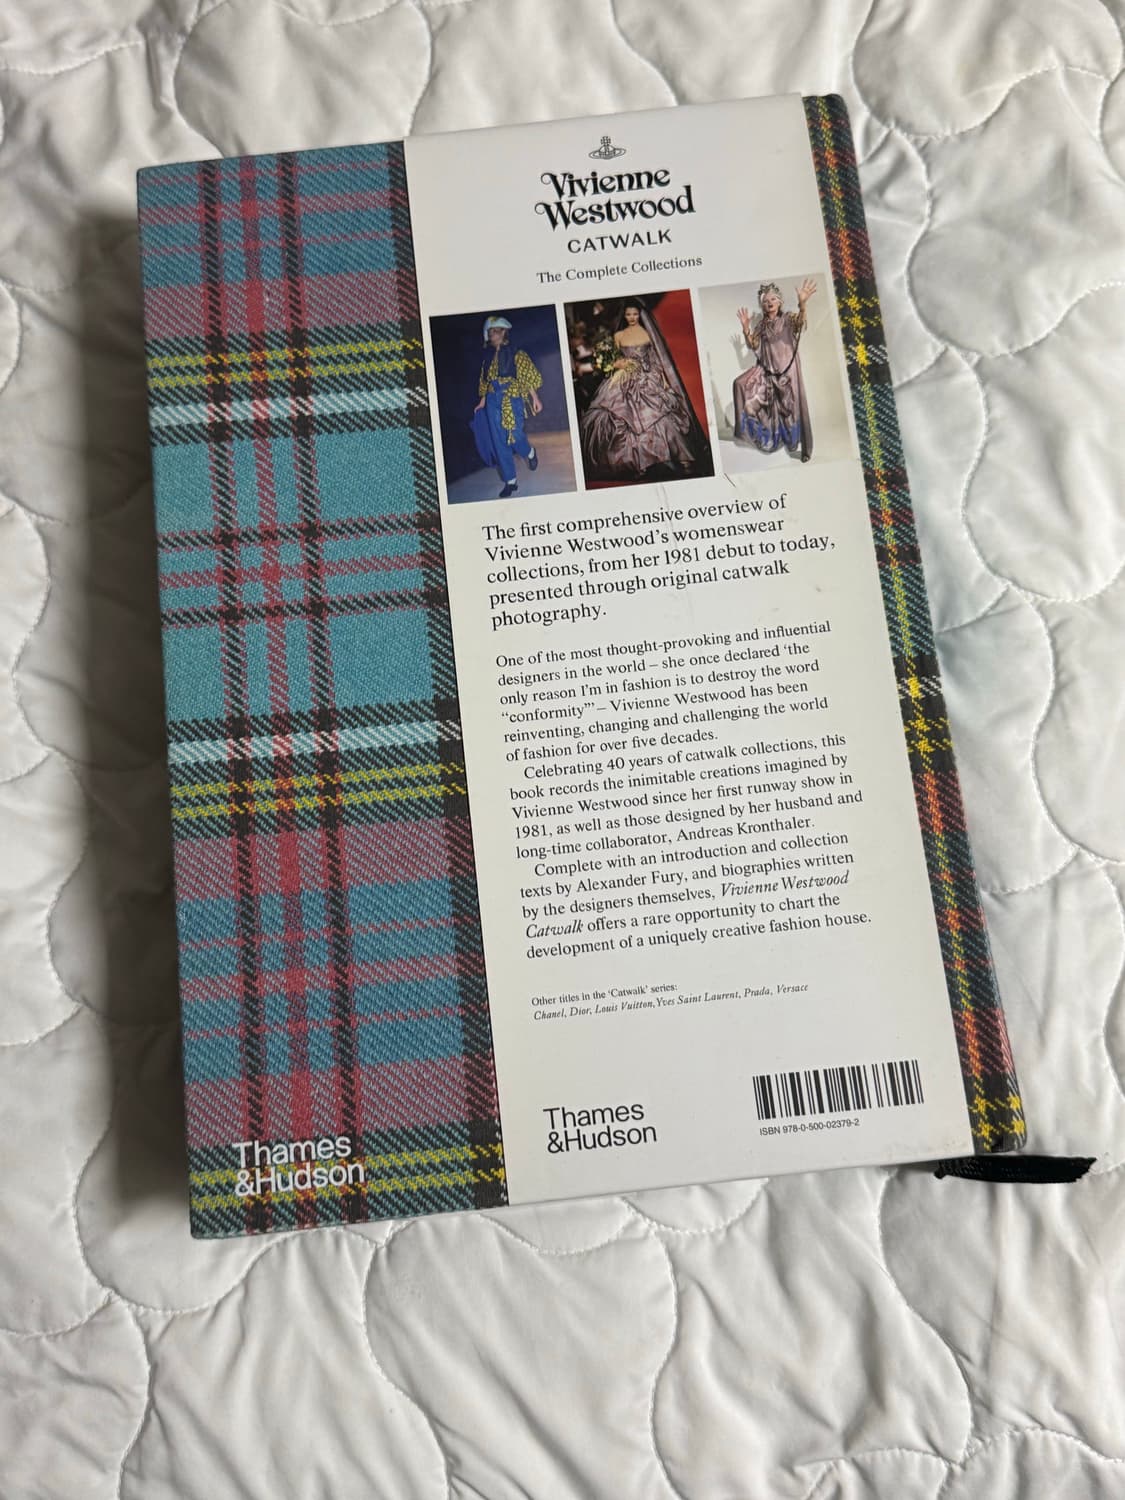 Vivienne
Westwood
CATWALK
The Complete Collections
The first comprehensive overview of
Vivienne Westwood's womenswear
collections, from her 1981 debut to today,
presented through original catwalk
photography.
One of the most thought-provoking and influential
designers in the world – she once declared ‘the
only reason I'm in fashion is to destroy the word
“conformity”’ – Vivienne Westwood has been
reinventing, changing and challenging the world
of fashion for over five decades.
Celebrating 40 years of catwalk collections, this
book records the inimitable creations imagined by
Vivienne Westwood since her first runway show in
1981, as well as those designed by her husband and
long-time collaborator, Andreas Kronthaler.
Complete with an introduction and collection
texts by Alexander Fury, and biographies written
by the designers themselves, Vivienne Westwood
Catwalk offers a rare opportunity to chart the
development of a uniquely creative fashion house.
Other titles in the ‘Catwalk’ series:
Chanel, Dior, Louis Vuitton, Yves Saint Laurent, Prada, Versace
Thames
&Hudson
Thames
&Hudson
ISBN 978-0-500-02379-2